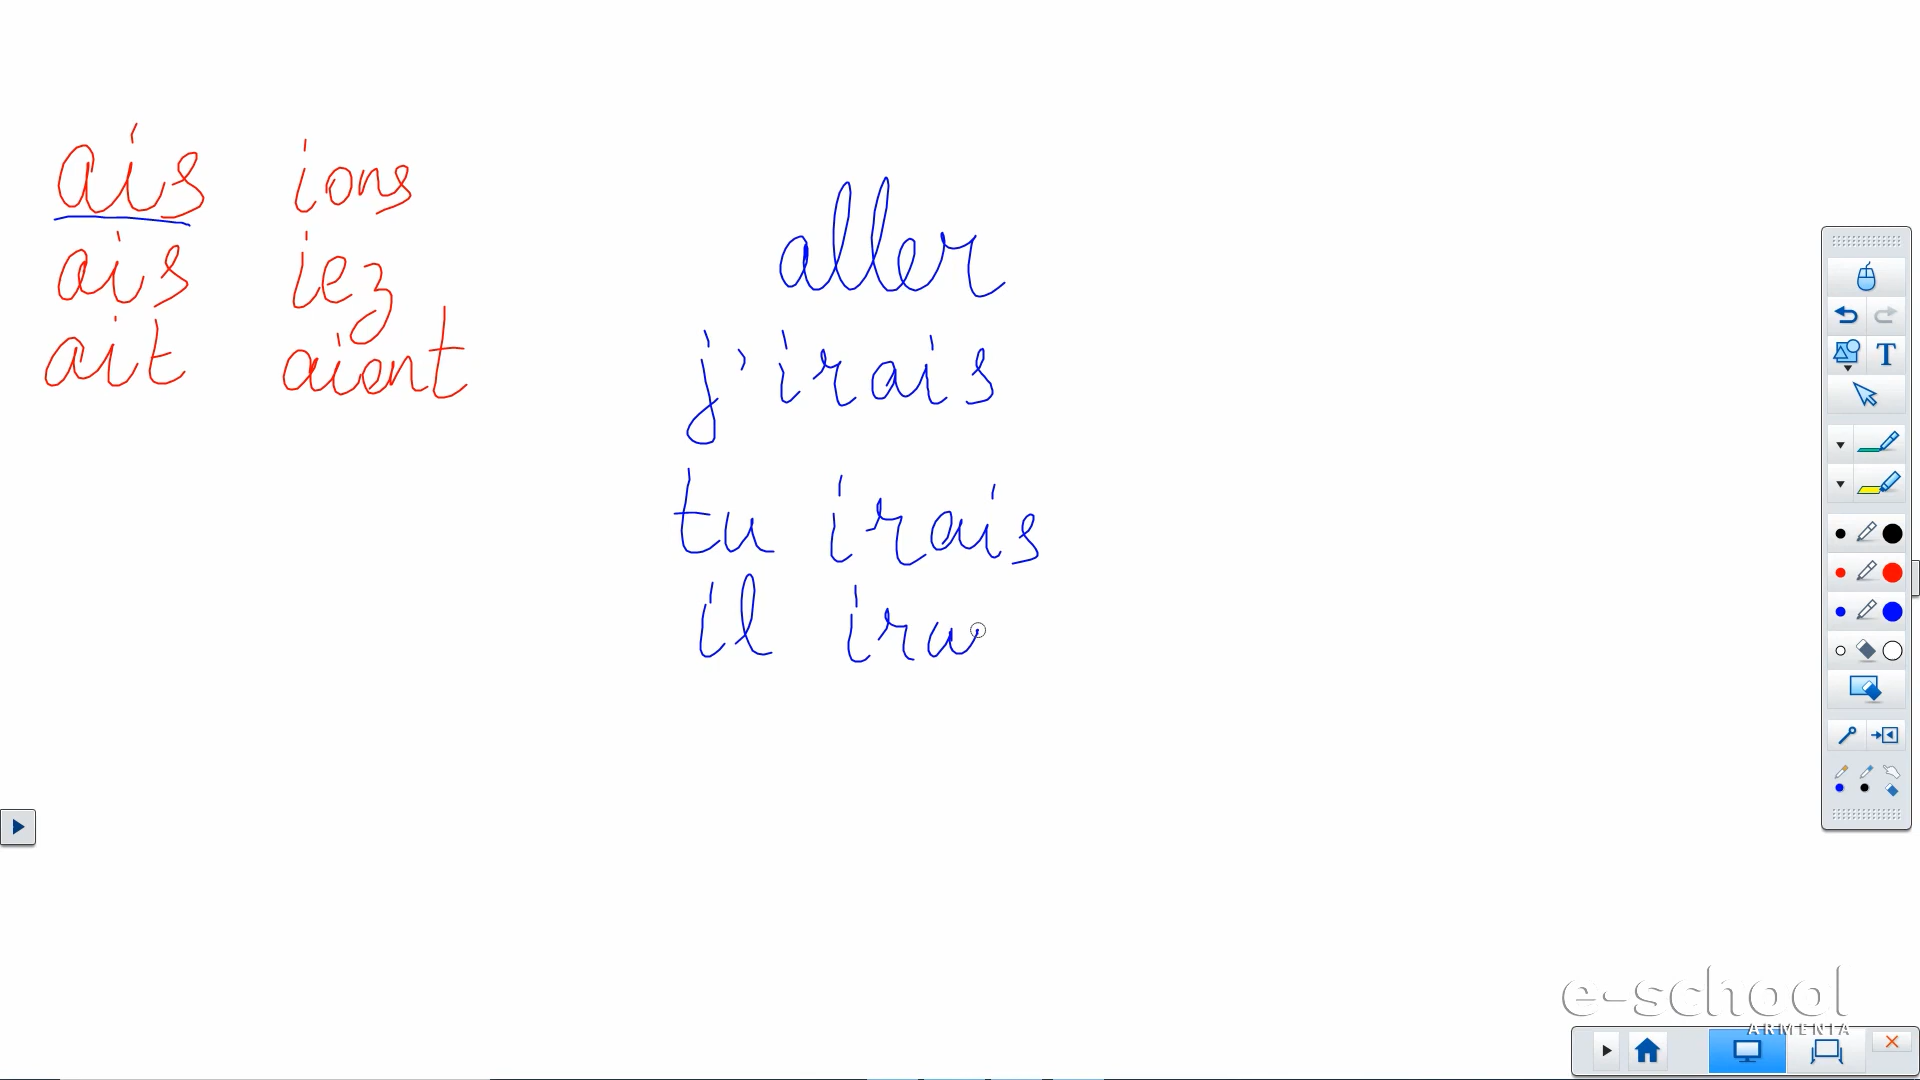 ais ions
ais iez
ait aient
aller
j'irais
tu irais
il ira
T
e-school
ARMENIA